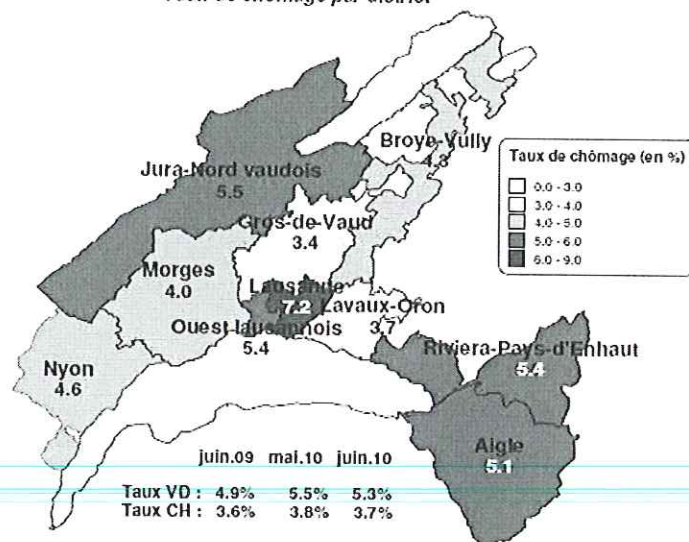 Taux de chômage par district
Broye-Vully
4.3
Jura-Nord vaudois
5.5
Gros-de-Vaud
3.4
Morges
4.0
Lausanne
7.2
Lavaux-Oron
3.7
Ouest lausannois
5.4
Riviera-Pays-d'Enhaut
5.4
Nyon
4.6
Aigle
5.1
Taux de chômage (en %)
0.0 - 3.0
3.0 - 4.0
4.0 - 5.0
5.0 - 6.0
6.0 - 9.0
juin.09 mai.10 juin.10
Taux VD : 4.9% 5.5% 5.3%
Taux CH : 3.6% 3.8% 3.7%